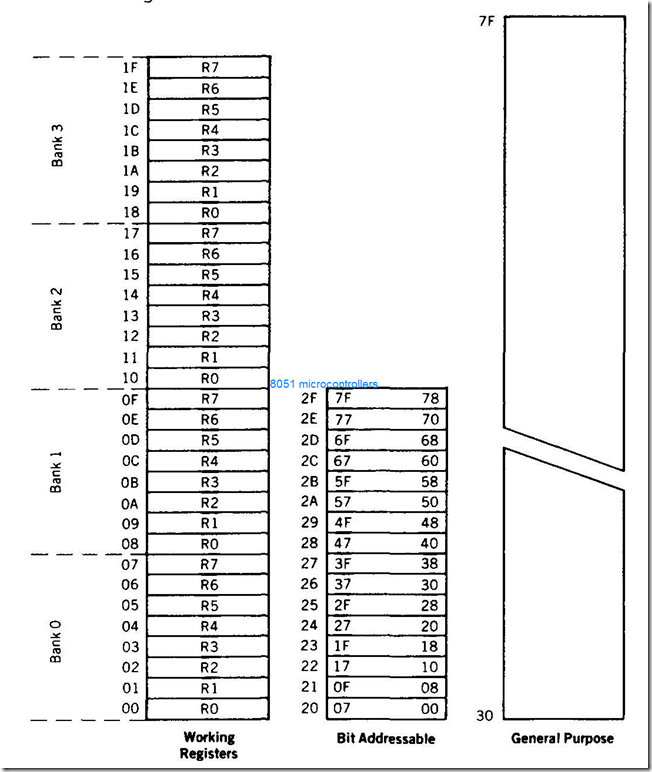 7F
1F R7
1E R6
1D R5
1C R4
1B R3
1A R2
19 R1
18 R0
Bank 3
17 R7
16 R6
15 R5
14 R4
13 R3
12 R2
11 R1
10 R0
Bank 2
8051 microcontrollers
0F R7
0E R6
0D R5
0C R4
0B R3
0A R2
09 R1
08 R0
Bank 1
07 R7
06 R6
05 R5
04 R4
03 R3
02 R2
01 R1
00 R0
Bank 0
Working
Registers
2F 7F 78
2E 77 70
2D 6F 68
2C 67 60
2B 5F 58
2A 57 50
29 4F 48
28 47 40
27 3F 38
26 37 30
25 2F 28
24 27 20
23 1F 18
22 17 10
21 0F 08
20 07 00
Bit Addressable
30
General Purpose